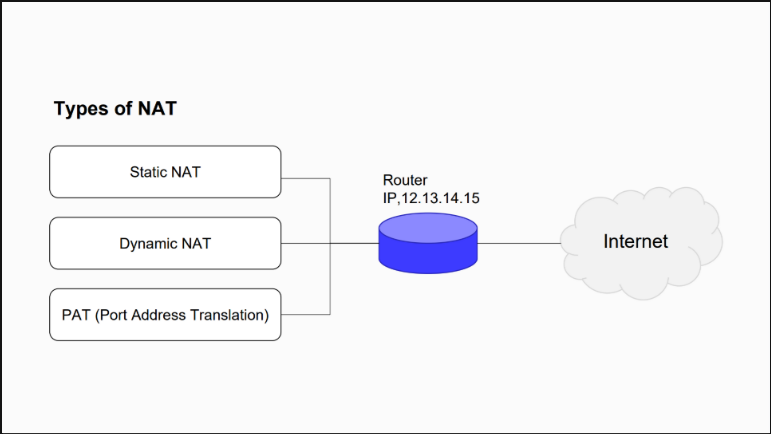 Types of NAT
Static NAT
Dynamic NAT
PAT (Port Address Translation)
Router
IP,12.13.14.15
Internet